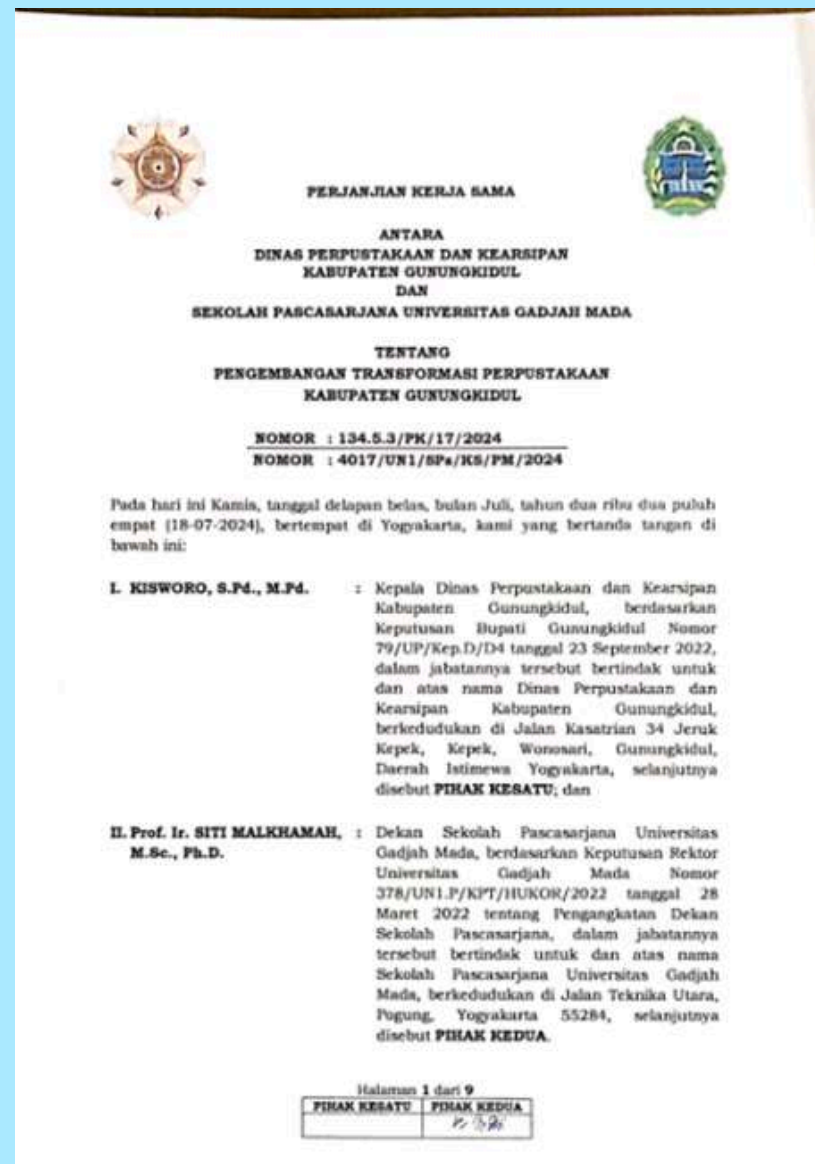 PERJANJIAN KERJA SAMA
ANTARA
DINAS PERPUSTAKAAN DAN KEARSIPAN
KABUPATEN GUNUNGKIDUL
DAN
SEKOLAH PASCASARJANA UNIVERSITAS GADJAH MADA
TENTANG
PENGEMBANGAN TRANSFORMASI PERPUSTAKAAN
KABUPATEN GUNUNGKIDUL
NOMOR : 134.5.3/PK/17/2024
NOMOR : 4017/UN1/SPs/KS/PM/2024
Pada hari ini Kamis, tanggal delapan belas, bulan Juli, tahun dua ribu dua puluh
empat (18-07-2024), bertempat di Yogyakarta, kami yang bertanda tangan di
bawah ini:
I. KISWORO, S.Pd., M.Pd. : Kepala Dinas Perpustakaan dan Kearsipan
Kabupaten Gunungkidul, berdasarkan
Keputusan Bupati Gunungkidul Nomor
79/UP/Kep.D/D4 tanggal 23 September 2022,
dalam jabatannya tersebut bertindak untuk
dan atas nama Dinas Perpustakaan dan
Kearsipan Kabupaten Gunungkidul,
berkedudukan di Jalan Kasatrian 34 Jeruk
Kepek, Kepek, Wonosari, Gunungkidul,
Daerah Istimewa Yogyakarta, selanjutnya
disebut PIHAK KESATU; dan
II. Prof. Ir. SITI MALKHAMAH, : Dekan Sekolah Pascasarjana Universitas
M.Sc., Ph.D. Gadjah Mada, berdasarkan Keputusan Rektor
Universitas Gadjah Mada Nomor
378/UN1.P/KPT/HUKOR/2022 tanggal 28
Maret 2022 tentang Pengangkatan Dekan
Sekolah Pascasarjana, dalam jabatannya
tersebut bertindak untuk dan atas nama
Sekolah Pascasarjana Universitas Gadjah
Mada, berkedudukan di Jalan Teknika Utara,
Pogung, Yogyakarta 55284, selanjutnya
disebut PIHAK KEDUA.
Halaman 1 dari 9
PIHAK KESATU PIHAK KEDUA